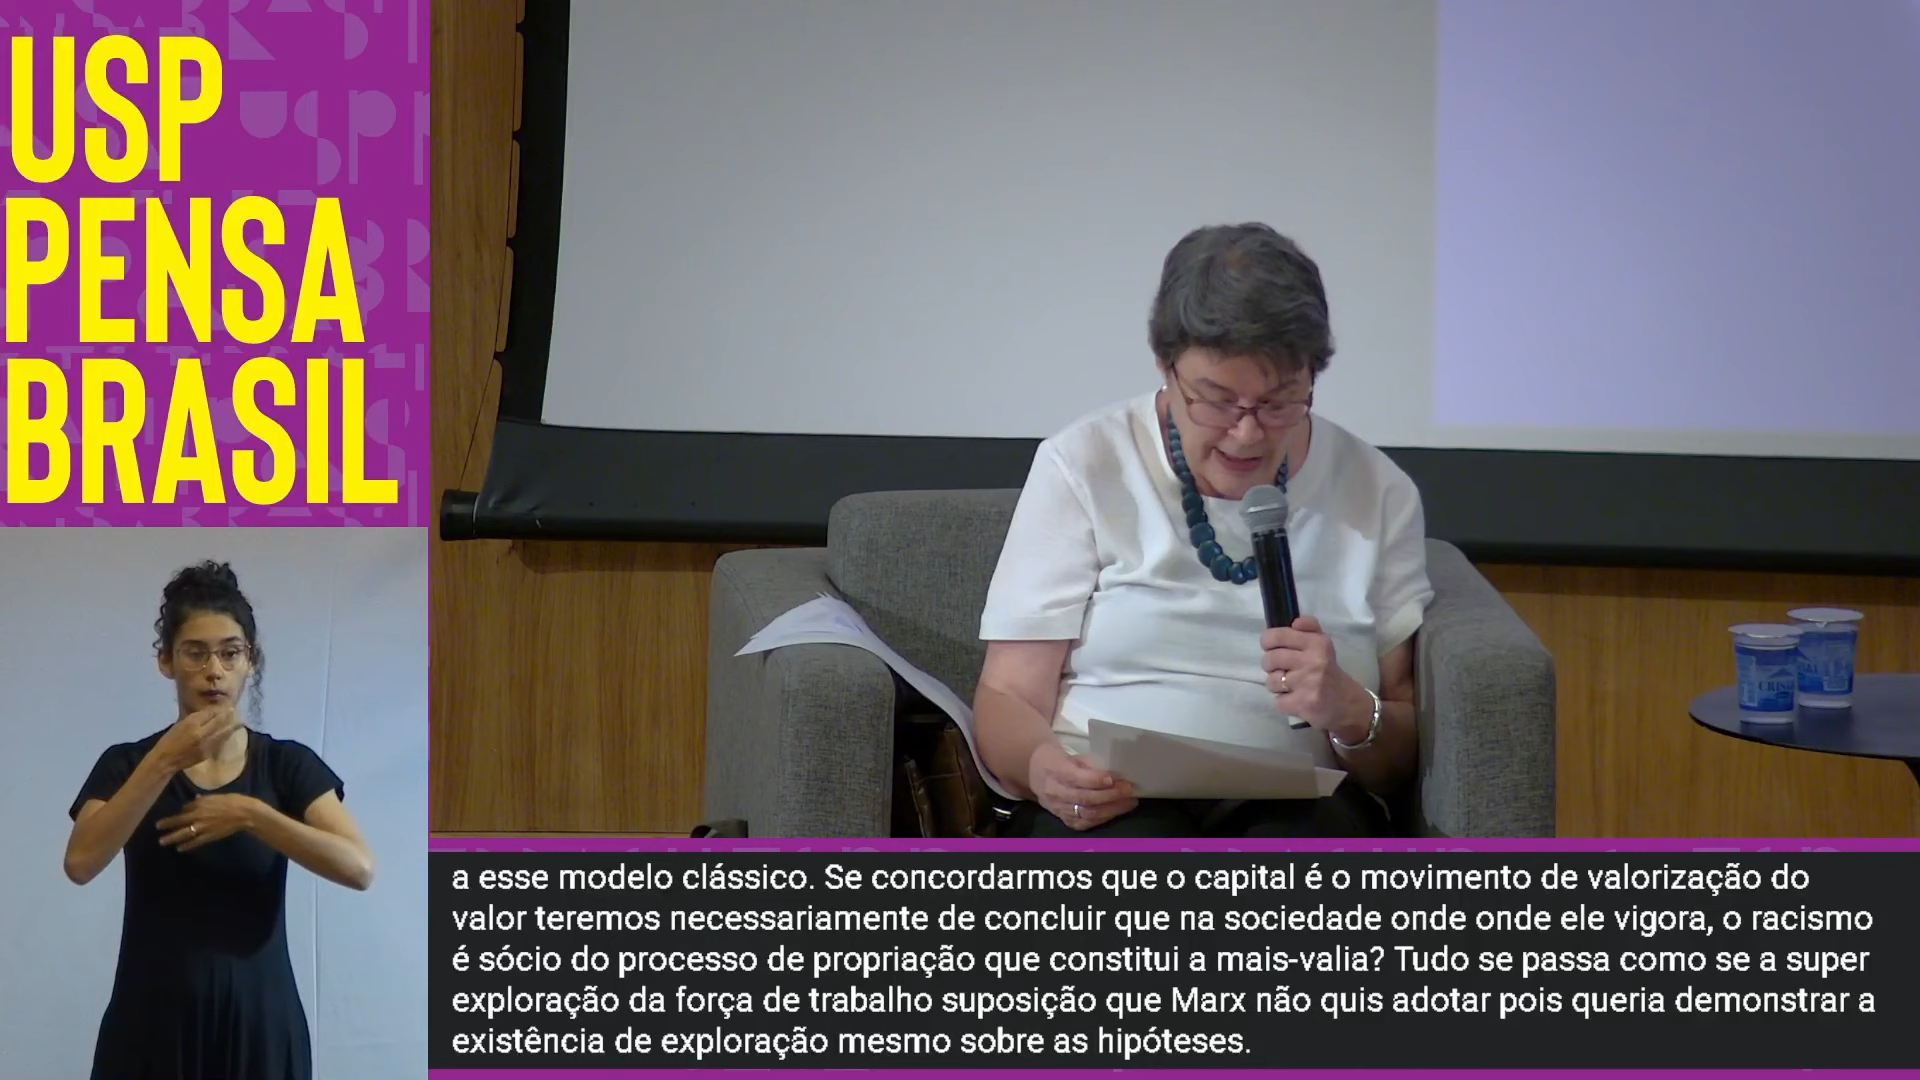 USP
PENSA
BRASIL
a esse modelo clássico. Se concordarmos que o capital é o movimento de valorização do
valor teremos necessariamente de concluir que na sociedade onde onde ele vigora, o racismo
é sócio do processo de propriação que constitui a mais-valia? Tudo se passa como se a super
exploração da força de trabalho suposição que Marx não quis adotar pois queria demonstrar a
existência de exploração mesmo sobre as hipóteses.